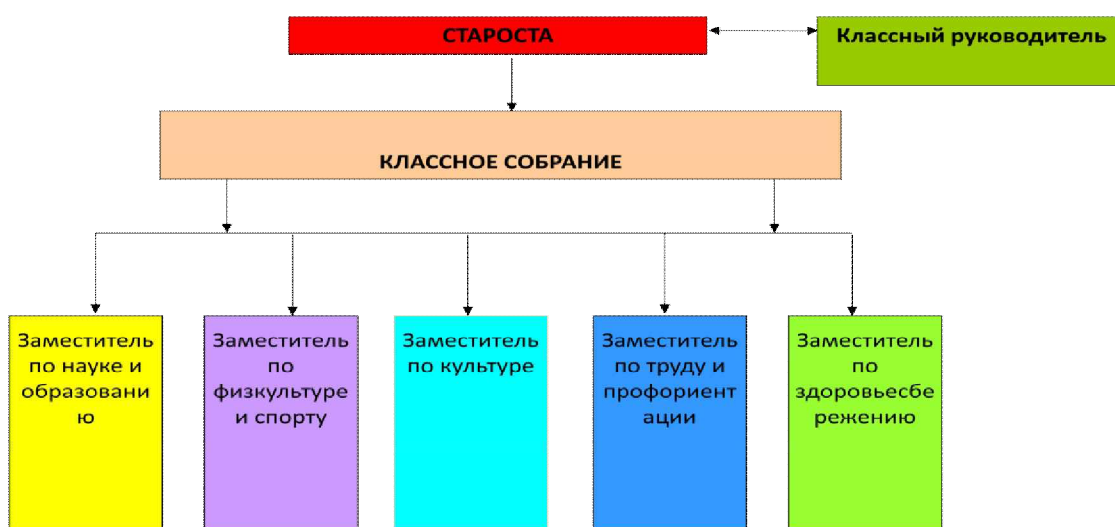 СТАРОСТА
Классный руководитель
КЛАССНОЕ СОБРАНИЕ
Заместитель
по науке и
образовани
ю
Заместитель
по
физкультуре
и спорту
Заместитель
по культуре
Заместитель
по труду и
профориент
ации
Заместитель
по
здоровьесбе
режению